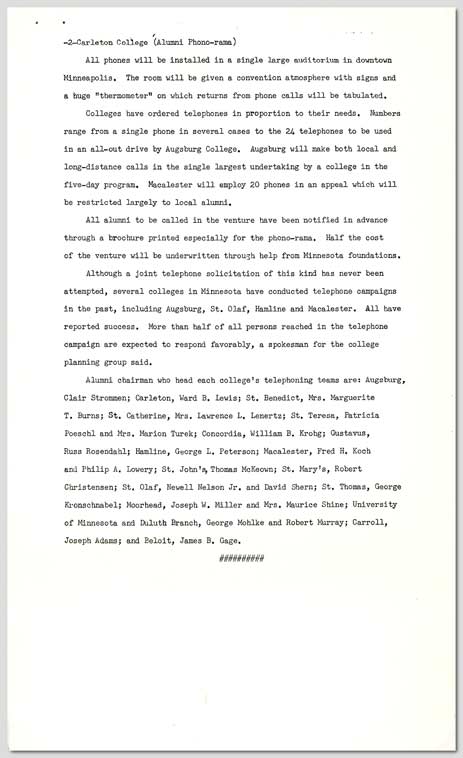 -2-Carleton College (Alumni Phono-rama)
All phones will be installed in a single large auditorium in downtown
Minneapolis. The room will be given a convention atmosphere with signs and
a huge "thermometer" on which returns from phone calls will be tabulated.
Colleges have ordered telephones in proportion to their needs. Numbers
range from a single phone in several cases to the 24 telephones to be used
in an all-out drive by Augsburg College. Augsburg will make both local and
long-distance calls in the single largest undertaking by a college in the
five-day program. Macalester will employ 20 phones in an appeal which will
be restricted largely to local alumni.
All alumni to be called in the venture have been notified in advance
through a brochure printed especially for the phono-rama. Half the cost
of the venture will be underwritten through help from Minnesota foundations.
Although a joint telephone solicitation of this kind has never been
attempted, several colleges in Minnesota have conducted telephone campaigns
in the past, including Augsburg, St. Olaf, Hamline and Macalester. All have
reported success. More than half of all persons reached in the telephone
campaign are expected to respond favorably, a spokesman for the college
planning group said.
Alumni chairman who head each college's telephoning teams are: Augsburg,
Clair Strommen; Carleton, Ward B. Lewis; St. Benedict, Mrs. Marguerite
T. Burns; St. Catherine, Mrs. Lawrence L. Lenertz; St. Teresa, Patricia
Poeschl and Mrs. Marion Turek; Concordia, William B. Krohg; Gustavus,
Russ Rosendahl; Hamline, George L. Peterson; Macalester, Fred H. Koch
and Philip A. Lowery; St. John's, Thomas McKeown; St. Mary's, Robert
Christensen; St. Olaf, Newell Nelson Jr. and David Shern; St. Thomas, George
Kronschnabel; Moorhead, Joseph W. Miller and Mrs. Maurice Shine; University
of Minnesota and Duluth Branch, George Mohlke and Robert Murray; Carroll,
Joseph Adams; and Beloit, James B. Gage.
##########